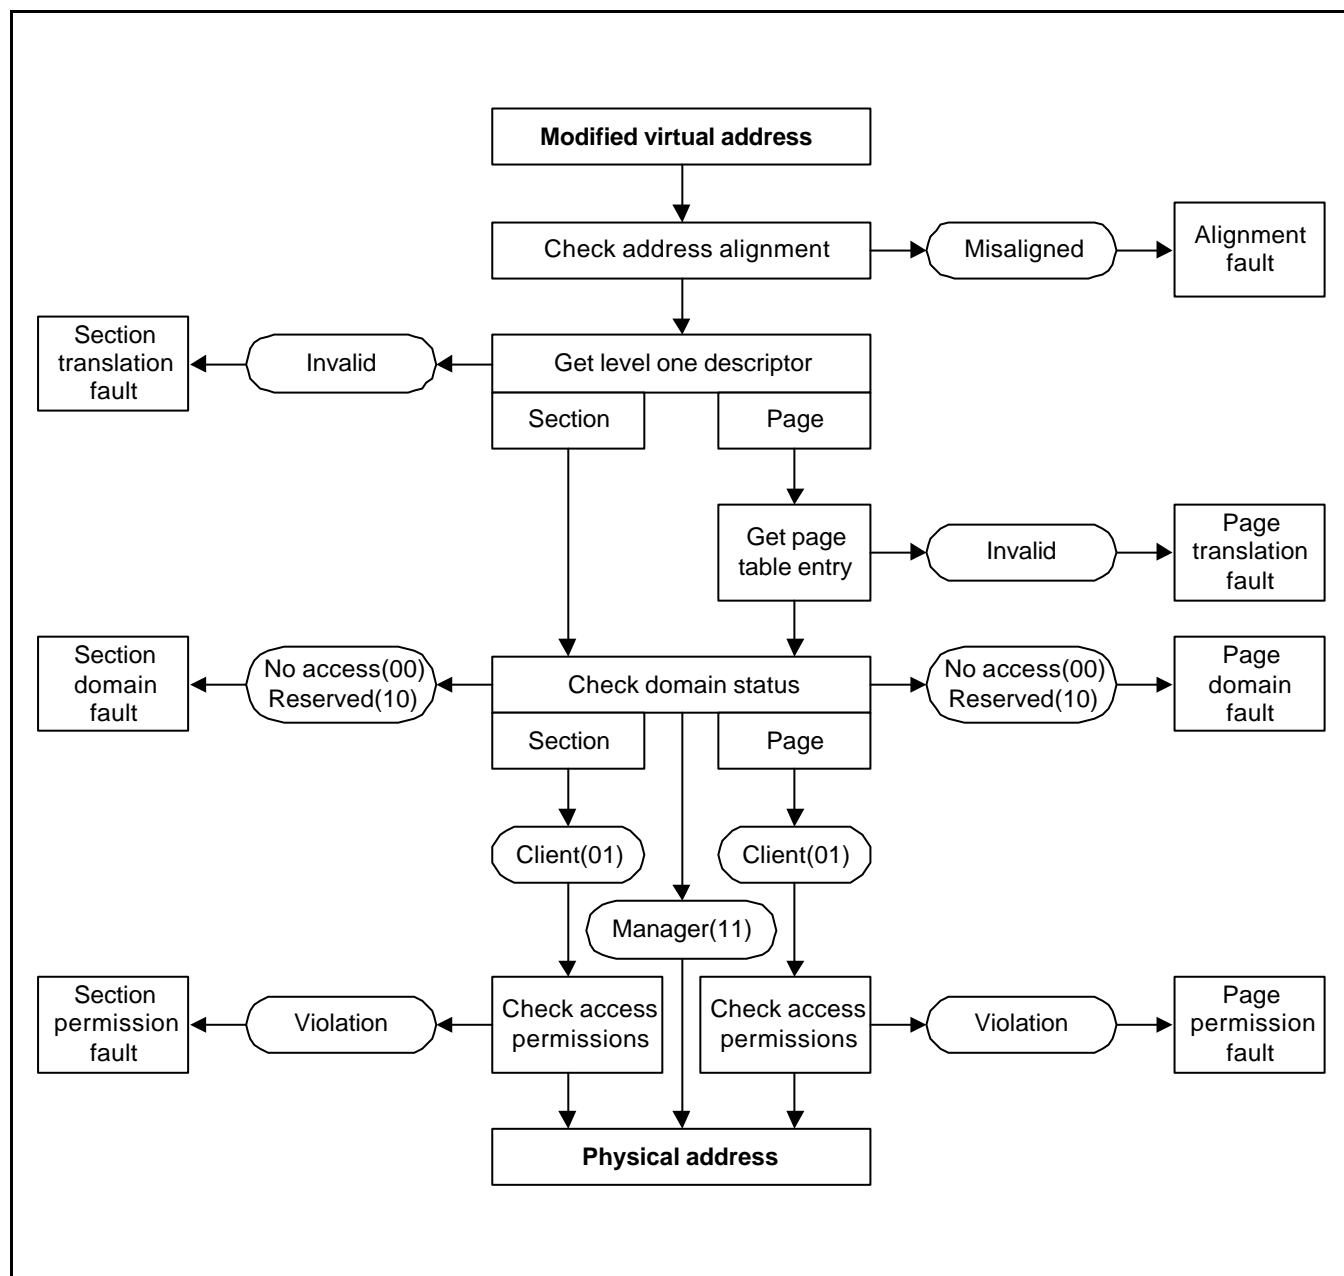 Modified virtual address
Check address alignment
Misaligned
Alignment
fault
Section
translation
fault
Invalid
Get level one descriptor
Section
Page
Get page
table entry
Invalid
Page
translation
fault
Section
domain
fault
No access(00)
Reserved(10)
Check domain status
No access(00)
Reserved(10)
Page
domain
fault
Section
Page
Client(01)
Client(01)
Manager(11)
Section
permission
fault
Violation
Check access
permissions
Check access
permissions
Violation
Page
permission
fault
Physical address